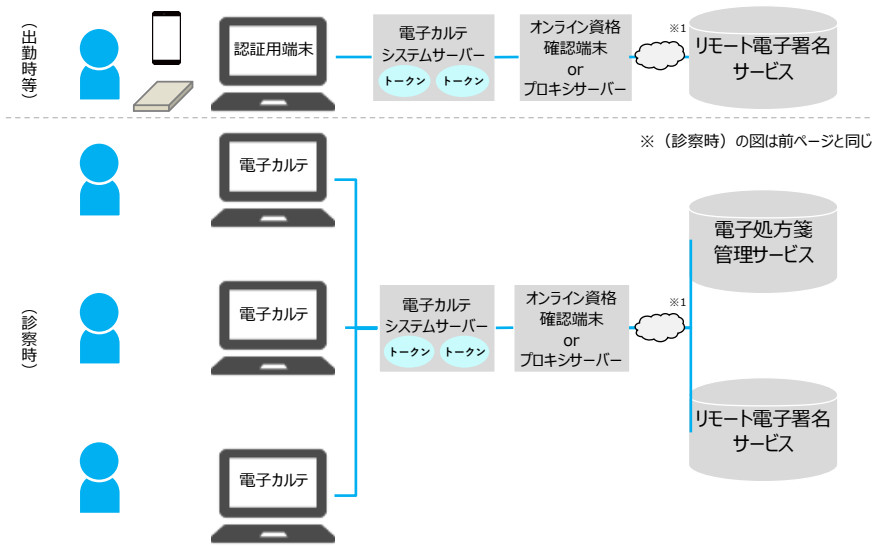 （出勤時等）
認証用端末
電子カルテ
システムサーバー
トークン トークン
オンライン資格
確認端末
or
プロキシサーバー
※1
リモート電子署名
サービス
※（診察時）の図は前ページと同じ
（診察時）
電子カルテ
電子カルテ
電子カルテ
電子カルテ
システムサーバー
トークン トークン
オンライン資格
確認端末
or
プロキシサーバー
※1
電子処方箋
管理サービス
リモート電子署名
サービス